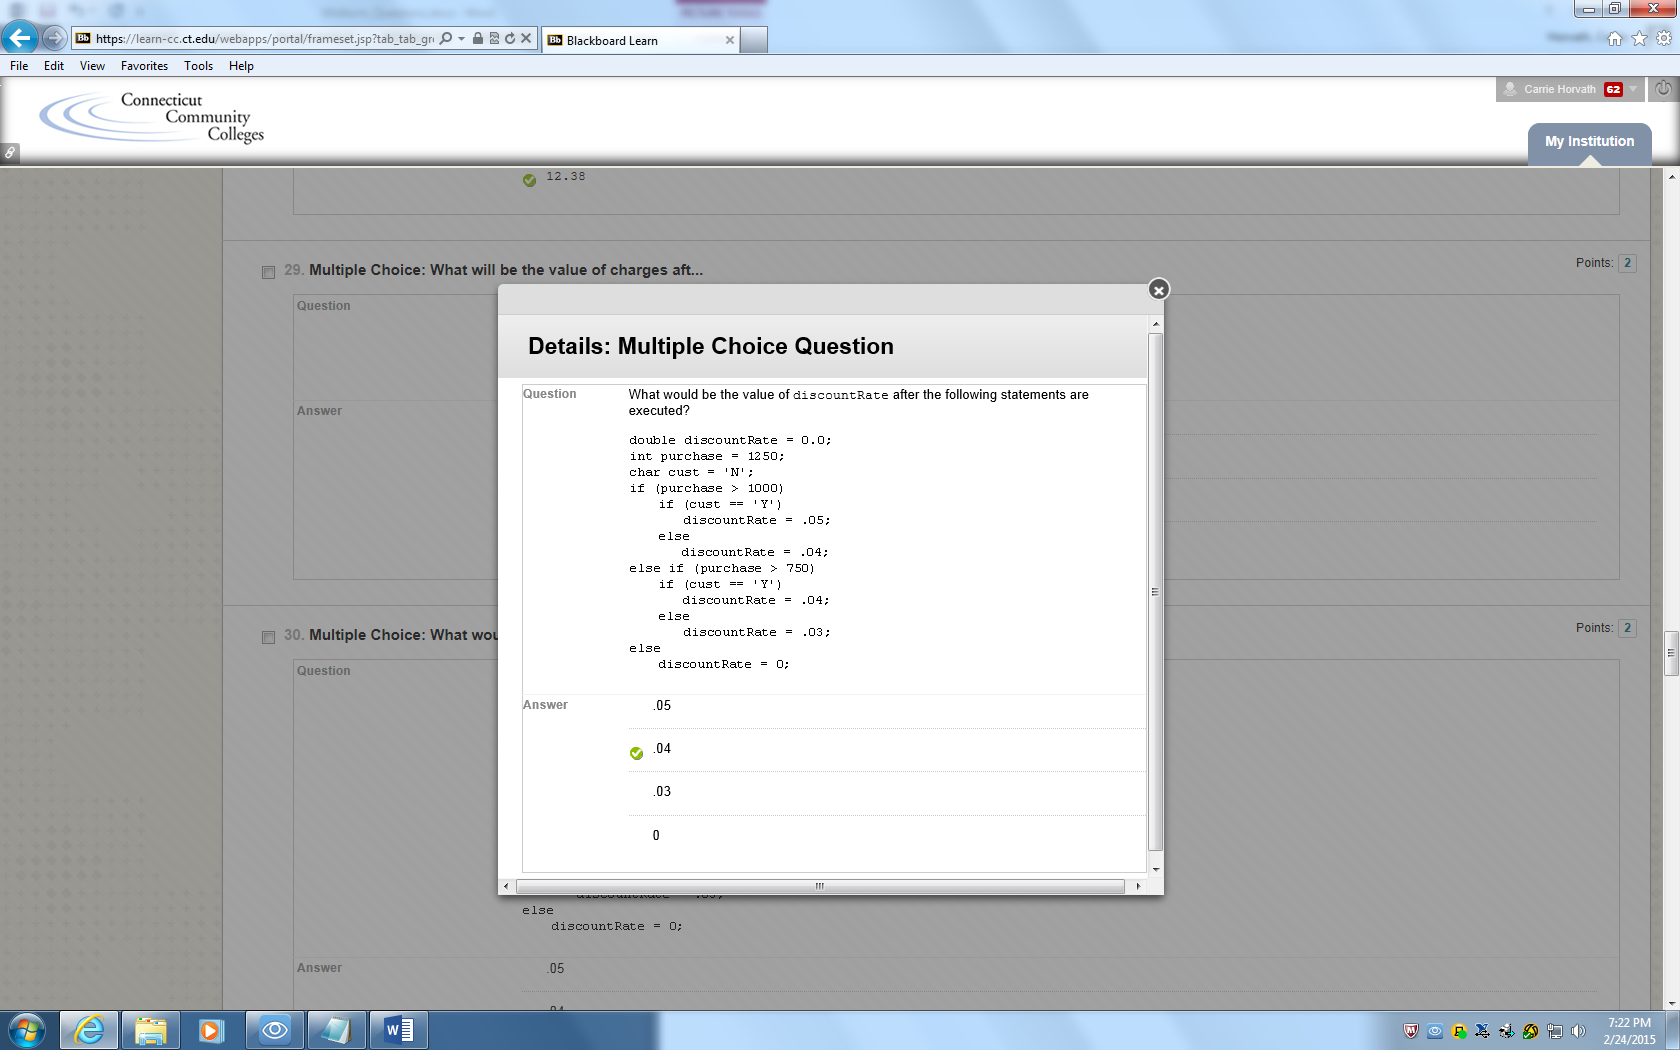 https://learn-cc.ct.edu/webapps/portal/frameset.jsp?tab_tab_gr
Blackboard Learn
File Edit View Favorites Tools Help
Connecticut
Community
Colleges
Carrie Horvath 62
My Institution
12.38
29. Multiple Choice: What will be the value of charges aft...
Points: 2
Question
Answer
Details: Multiple Choice Question
Question
What would be the value of discountRate after the following statements are
executed?
double discountRate = 0.0;
int purchase = 1250;
char cust = 'N';
if (purchase > 1000)
if (cust == 'Y')
discountRate = .05;
else
discountRate = .04;
else if (purchase > 750)
if (cust == 'Y')
discountRate = .04;
else
discountRate = .03;
else
discountRate = 0;
Answer
.05
.04
.03
0
30. Multiple Choice: What wou
Points: 2
Question
else
discountRate = 0;
Answer
.05
7:22 PM
2/24/2015